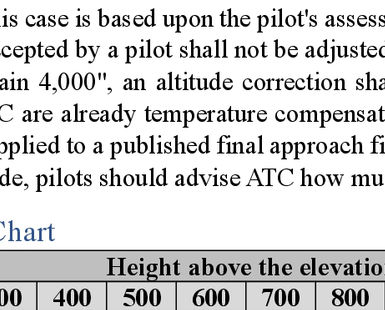 his case is based upon the pilot's assess
ccepted by a pilot shall not be adjusted
ain 4,000", an altitude correction sha
C are already temperature compensat
pplied to a published final approach fi
de, pilots should advise ATC how mu
Chart
Height above the elevatio
00 400 500 600 700 800